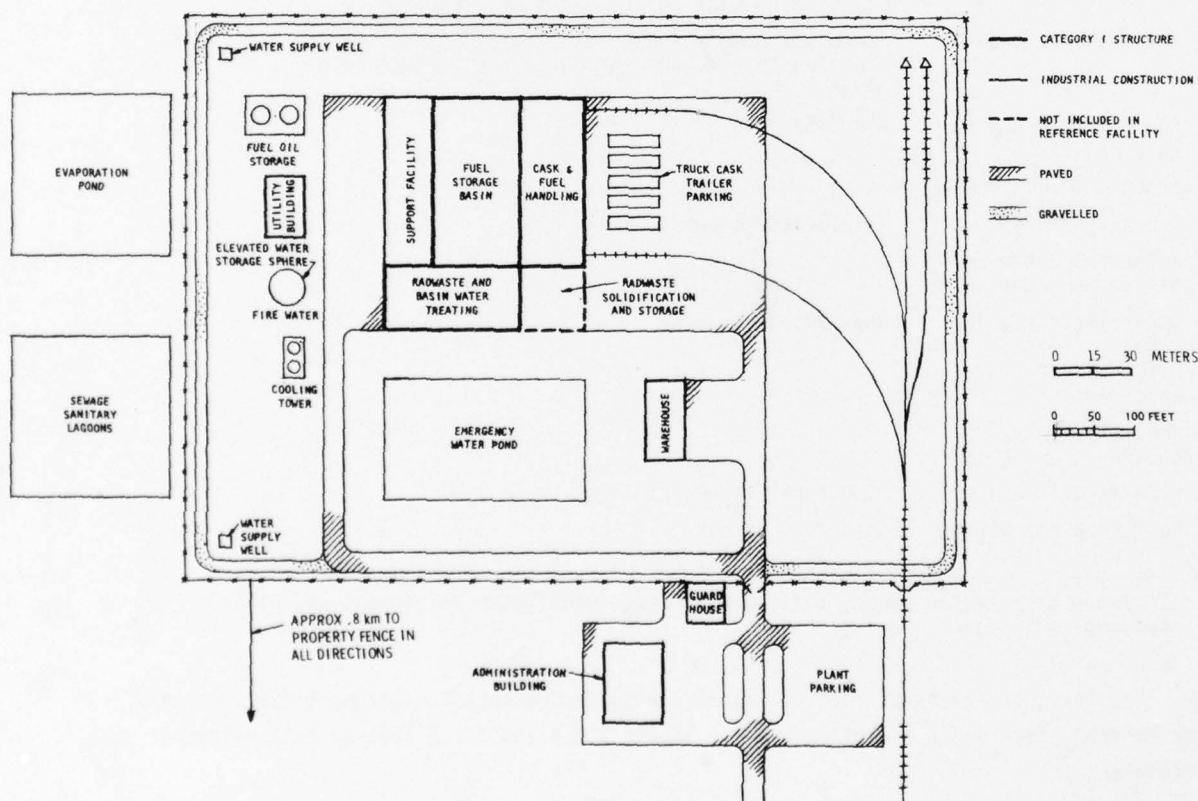 WATER SUPPLY WELL
FUEL OIL
STORAGE
UTILITY
BUILDING
ELEVATED WATER
STORAGE SPHERE
FIRE WATER
COOLING
TOWER
WATER
SUPPLY
WELL
EVAPORATION
POND
SEWAGE
SANITARY
LAGOONS
SUPPORT FACILITY
FUEL
STORAGE
BASIN
CASK &
FUEL
HANDLING
TRUCK CASK
TRAILER
PARKING
RADWASTE AND
BASIN WATER
TREATING
RADWASTE
SOLIDIFICATION
AND STORAGE
EMERGENCY
WATER POND
WAREHOUSE
GUARD
HOUSE
APPROX .8 km TO
PROPERTY FENCE IN
ALL DIRECTIONS
ADMINISTRATION
BUILDING
PLANT
PARKING
CATEGORY I STRUCTURE
INDUSTRIAL CONSTRUCTION
NOT INCLUDED IN
REFERENCE FACILITY
PAVED
GRAVELLED
0 15 30 METERS
0 50 100 FEET